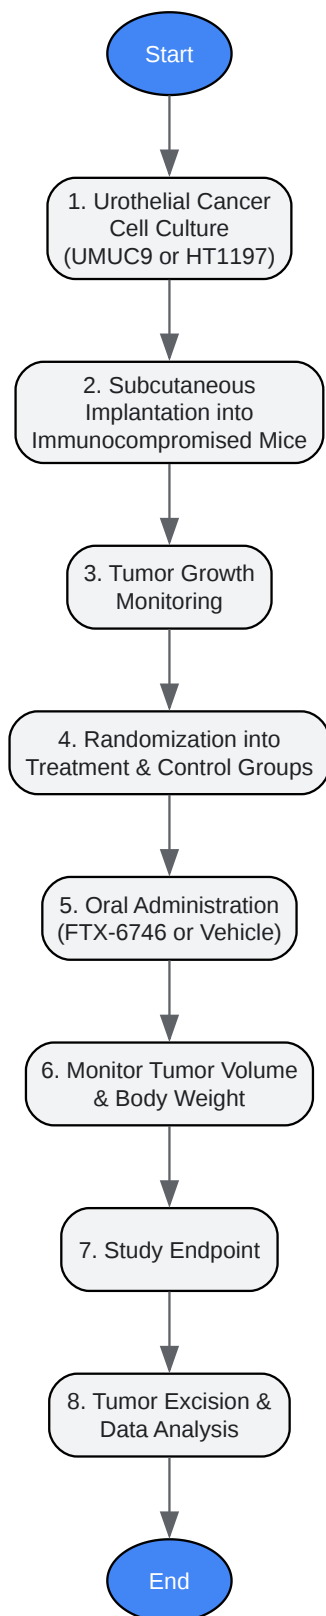 Start
1. Urothelial Cancer
Cell Culture
(UMUC9 or HT1197)
2. Subcutaneous
Implantation into
Immunocompromised Mice
3. Tumor Growth
Monitoring
4. Randomization into
Treatment & Control Groups
5. Oral Administration
(FTX-6746 or Vehicle)
6. Monitor Tumor Volume
& Body Weight
7. Study Endpoint
8. Tumor Excision &
Data Analysis
End